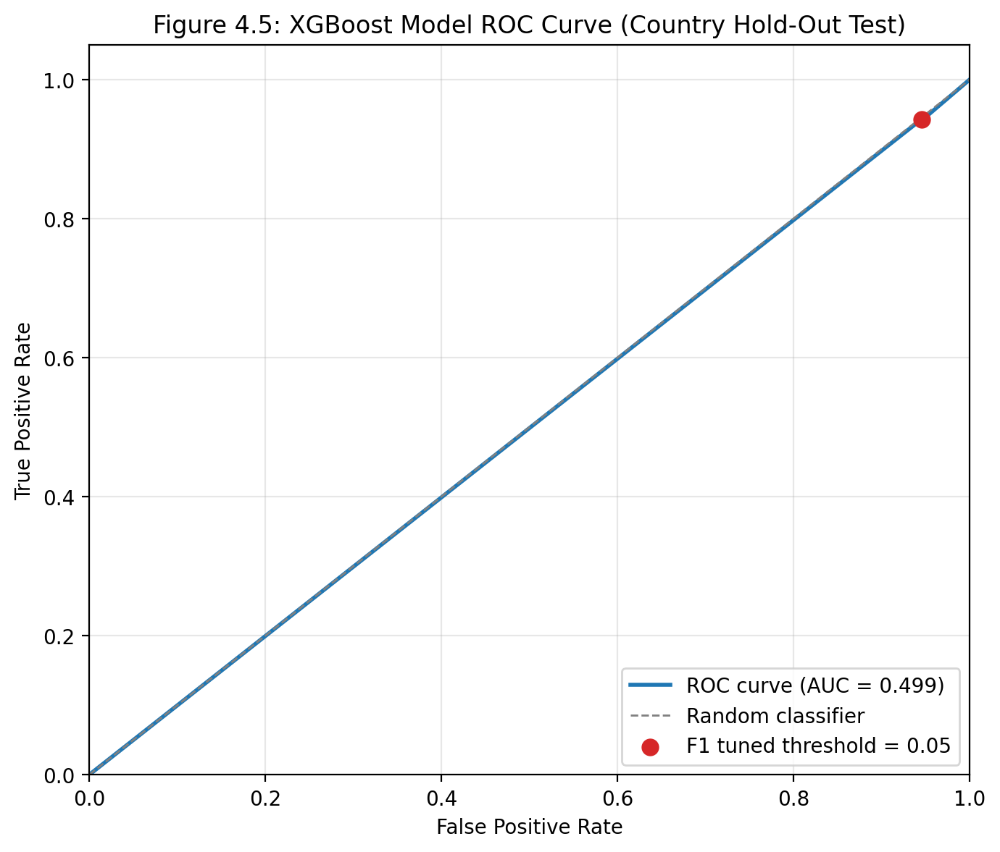 Figure 4.5: XGBoost Model ROC Curve (Country Hold-Out Test)
1.0
0.8
0.6
0.4
0.2
0.0
True Positive Rate
ROC curve (AUC = 0.499)
Random classifier
F1 tuned threshold = 0.05
0.0 0.2 0.4 0.6 0.8 1.0
False Positive Rate